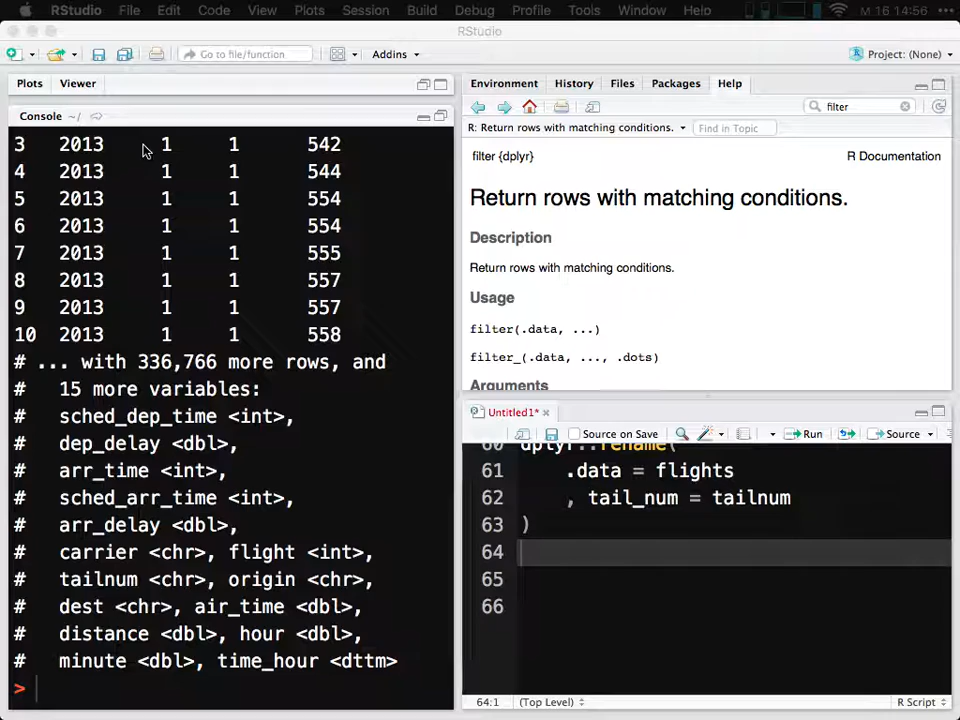 RStudio File Edit Code View Plots Session Build Debug Profile Tools Window Help M 16 14:56
RStudio
Go to file/function Addins Project: (None)
Plots Viewer
Console ~/
3 2013 1 1 542
4 2013 1 1 544
5 2013 1 1 554
6 2013 1 1 554
7 2013 1 1 555
8 2013 1 1 557
9 2013 1 1 557
10 2013 1 1 558
# ... with 336,766 more rows, and
# 15 more variables:
# sched_dep_time <int>,
# dep_delay <dbl>,
# arr_time <int>,
# sched_arr_time <int>,
# arr_delay <dbl>,
# carrier <chr>, flight <int>,
# tailnum <chr>, origin <chr>,
# dest <chr>, air_time <dbl>,
# distance <dbl>, hour <dbl>,
# minute <dbl>, time_hour <dttm>
>
Environment History Files Packages Help
filter
R: Return rows with matching conditions. Find in Topic
filter {dplyr} R Documentation
Return rows with matching conditions.
Description
Return rows with matching conditions.
Usage
filter(.data, ...)
filter_(.data, ..., .dots)
Arguments
Untitled1*
Source on Save Run Source
60 dplyr::rename(
61 .data = flights
62 , tail_num = tailnum
63 )
64
65
66
64:1 (Top Level) R Script